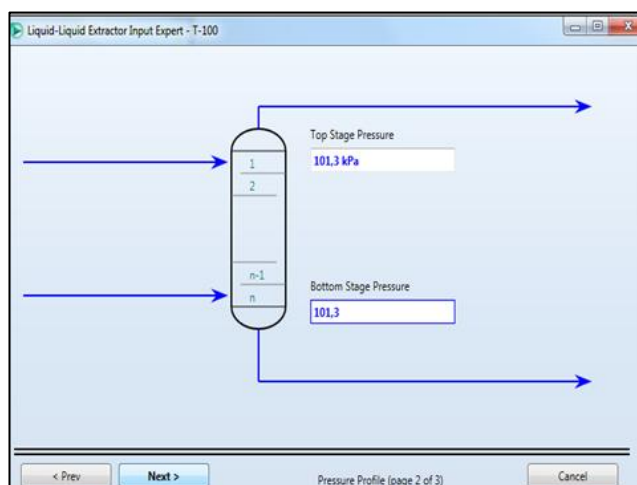 Liquid-Liquid Extractor Input Expert - T-100
Top Stage Pressure
101,3 kPa
1
2
n-1
n
Bottom Stage Pressure
101,3
< Prev
Next >
Pressure Profile (page 2 of 3)
Cancel